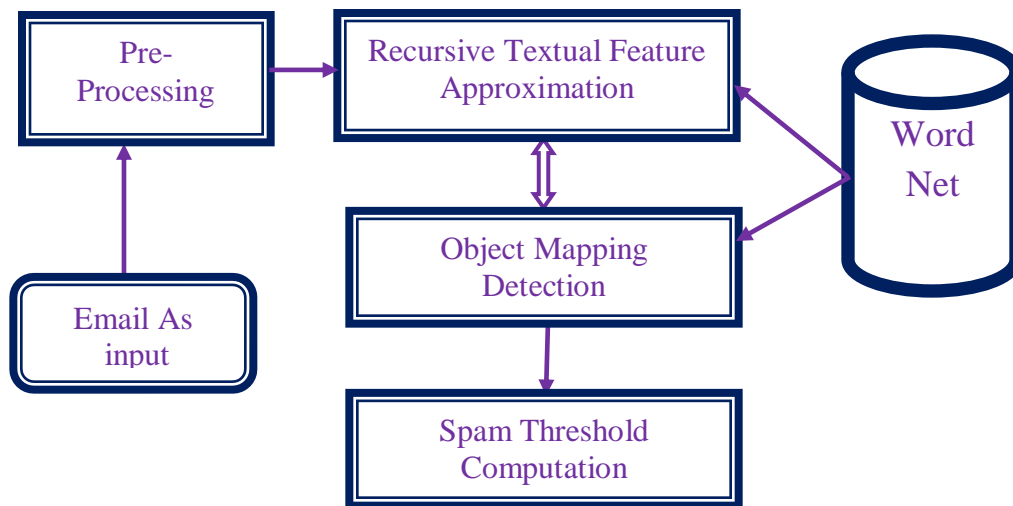 Pre-
Processing
Recursive Textual Feature
Approximation
Word
Net
Object Mapping
Detection
Email As
input
Spam Threshold
Computation